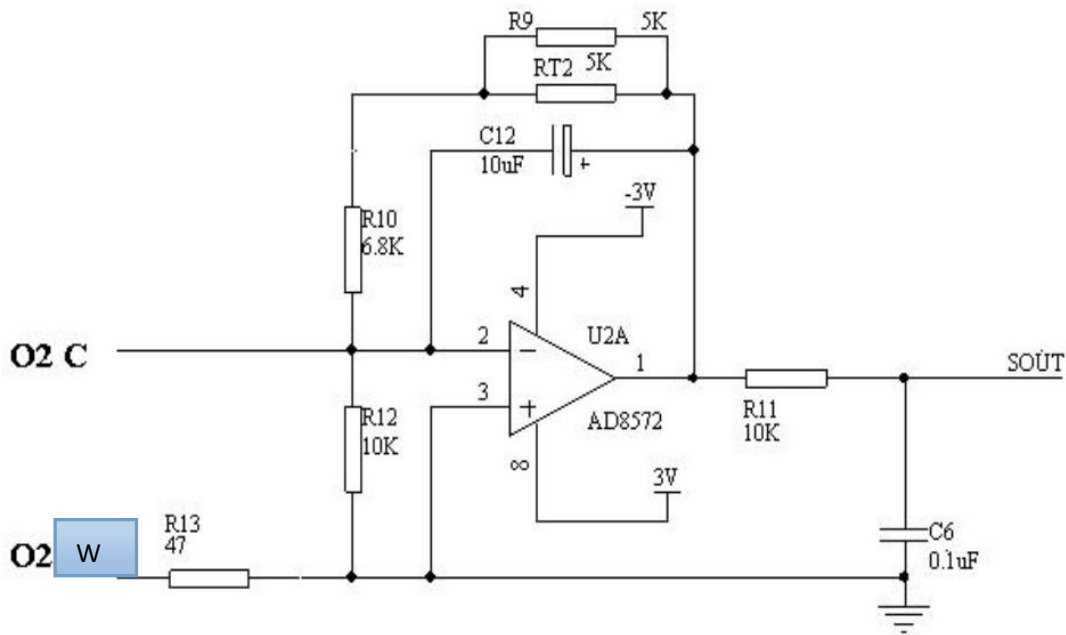 R9 5K
RT2 5K
C12
10uF +
-3V
R10
6.8K
4
O2 C
2 −
U2A
1
SOUT
3 +
R12
10K
AD8572
R11
10K
8
3V
R13
47
O2 W
C6
0.1uF